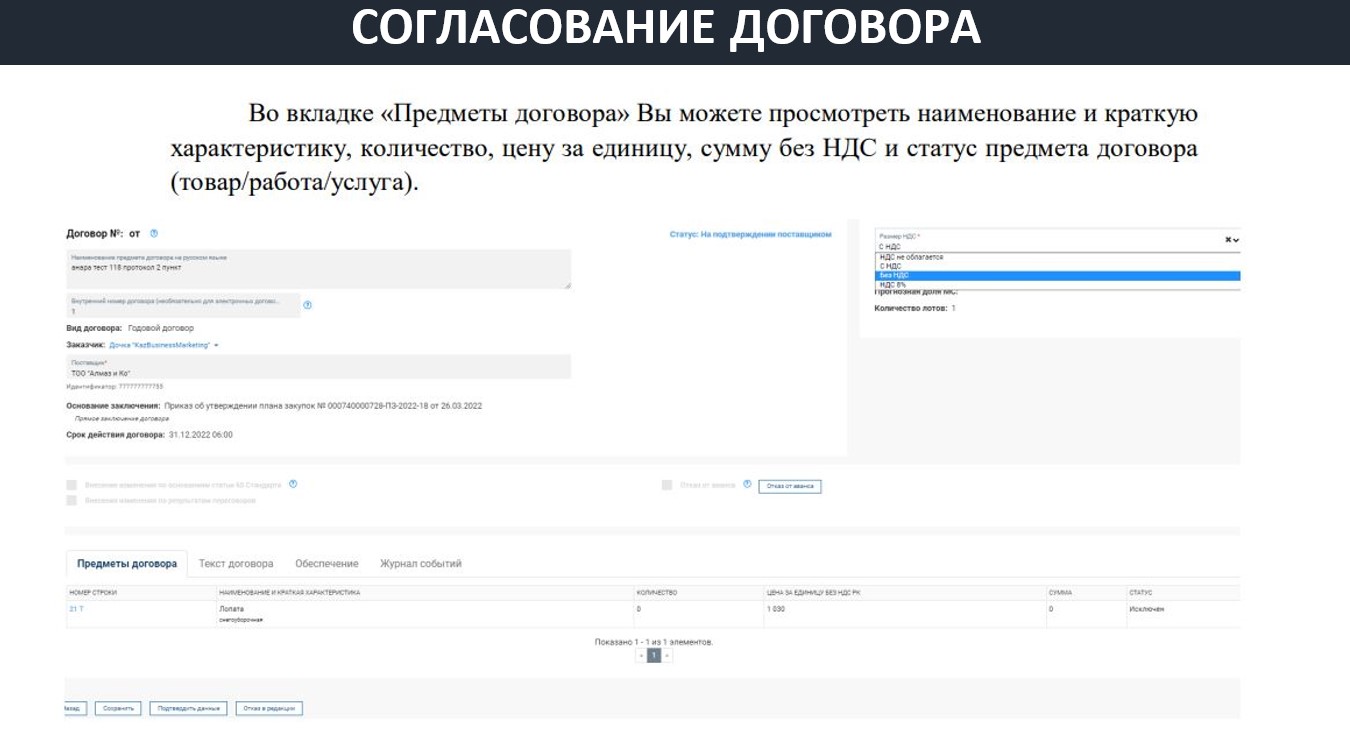 СОГЛАСОВАНИЕ ДОГОВОРА
Во вкладке «Предметы договора» Вы можете просмотреть наименование и краткую
характеристику, количество, цену за единицу, сумму без НДС и статус предмета договора
(товар/работа/услуга).
Договор №: от
Статус: На подтверждении поставщиком
Наименование предмета договора на русском языке
анара тест 118 протокол 2 пункт
Внутренний номер договора (необязательно для электронных догово...
1
Вид договора: Годовой договор
Заказчик: Дочка "KazBusinessMarketing"
Поставщик*
ТОО "Алмаз и Ко"
Идентификатор: 777777777755
Основание заключения: Приказ об утверждении плана закупок № 000740000728-ПЗ-2022-18 от 26.03.2022
Прямое заключение договора
Срок действия договора: 31.12.2022 06:00
Размер НДС *
С НДС
НДС не облагается
С НДС
Без НДС
НДС 8%
Прогнозная доля МС:
Количество лотов: 1
Внесение изменения по основаниям статьи 60 Стандарта
Внесение изменения по результатам переговоров
Отказ от аванса
Отказ от аванса
Предметы договора Текст договора Обеспечение Журнал событий
НОМЕР СТРОКИ НАИМЕНОВАНИЕ И КРАТКАЯ ХАРАКТЕРИСТИКА КОЛИЧЕСТВО ЦЕНА ЗА ЕДИНИЦУ БЕЗ НДС РК СУММА СТАТУС
21 Т Лопата 0 1 030 0 Исключен
снегоуборочная
Показано 1 - 1 из 1 элементов.
« 1 »
Назад Сохранить Подтвердить данные Отказ в редакции